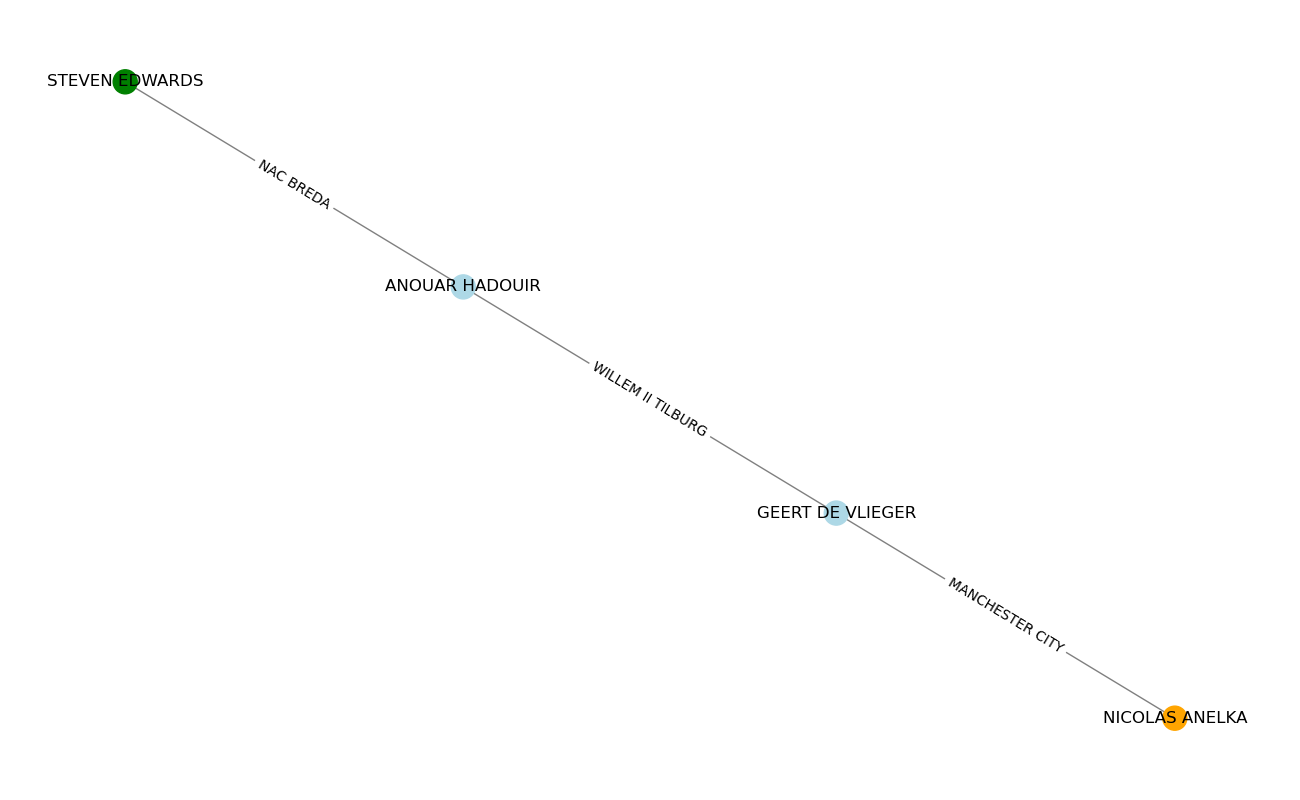 STEVEN EDWARDS
NAC BREDA
ANOUAR HADOUIR
WILLEM II TILBURG
GEERT DE VLIEGER
MANCHESTER CITY
NICOLAS ANELKA